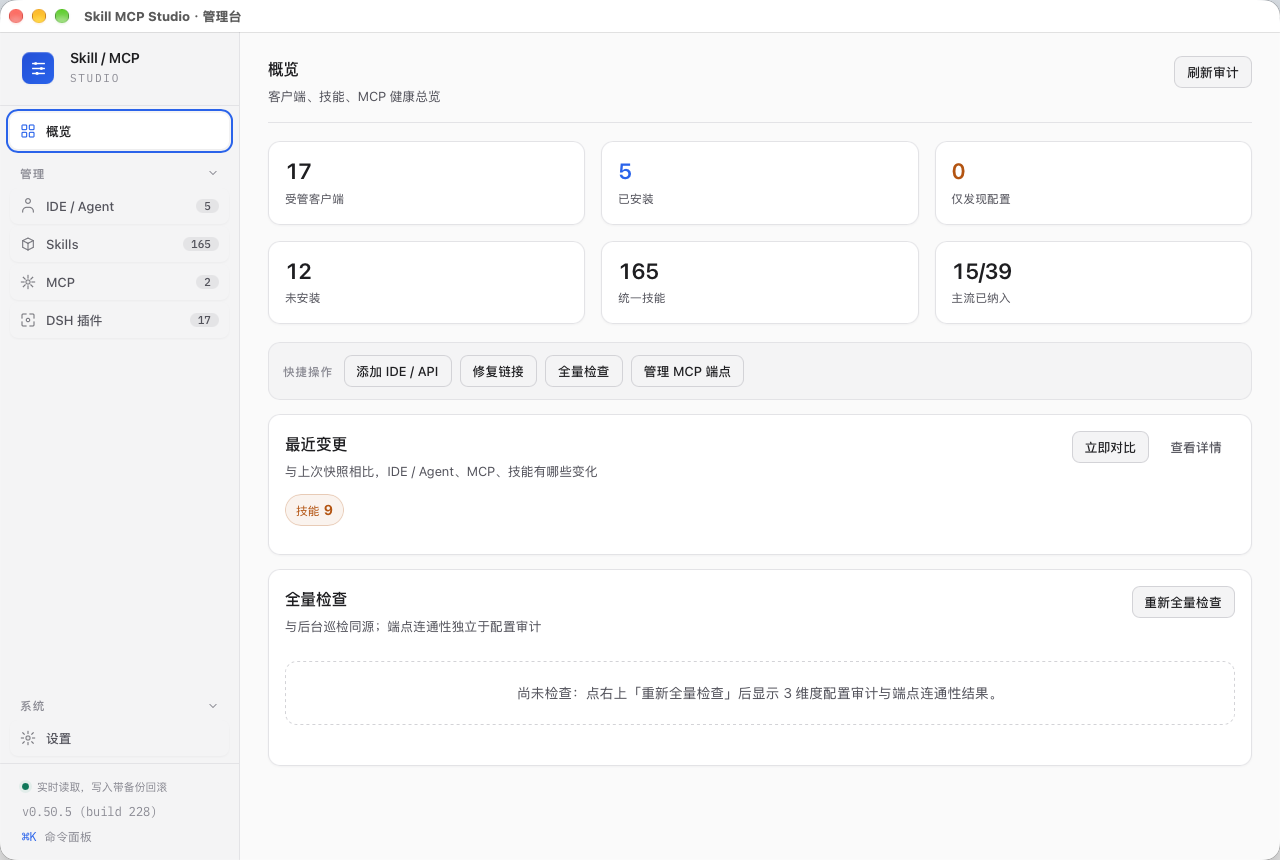 Skill MCP Studio · 管理台
Skill / MCP
STUDIO
概览
管理
IDE / Agent 5
Skills 165
MCP 2
DSH 插件 17
系统
设置
实时读取，写入带备份回滚
v0.50.5 (build 228)
⌘K 命令面板
概览
客户端、技能、MCP 健康总览
刷新审计
17
受管客户端
5
已安装
0
仅发现配置
12
未安装
165
统一技能
15/39
主流已纳入
快捷操作 添加 IDE / API 修复链接 全量检查 管理 MCP 端点
最近变更
与上次快照相比，IDE / Agent、MCP、技能有哪些变化
立即对比 查看详情
技能 9
全量检查
与后台巡检同源；端点连通性独立于配置审计
重新全量检查
尚未检查：点右上「重新全量检查」后显示 3 维度配置审计与端点连通性结果。